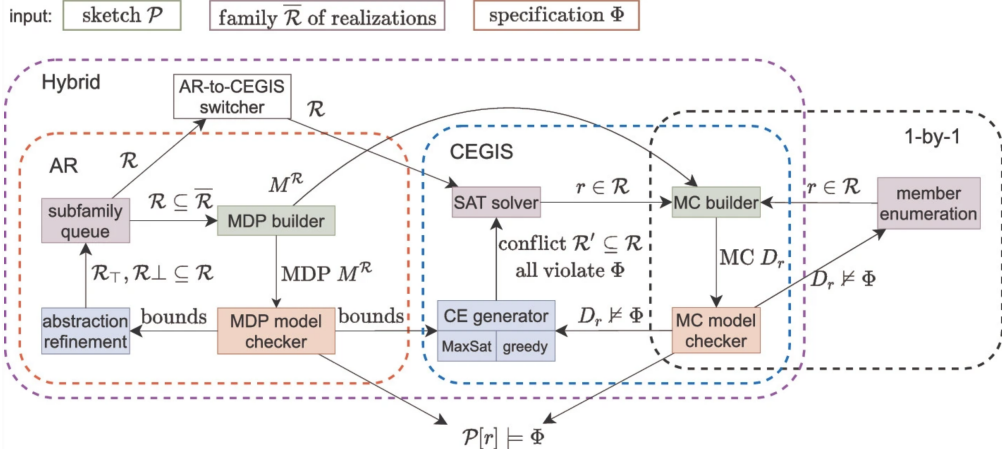 input:
sketch 𝒫
family ℛ̅ of realizations
specification Φ
Hybrid
AR-to-CEGIS
switcher
ℛ
1-by-1
AR
CEGIS
ℛ
M^ℛ
ℛ ⊆ ℛ̅
r ∈ ℛ
r ∈ ℛ
subfamily
queue
MDP builder
SAT solver
MC builder
member
enumeration
conflict ℛ′ ⊆ ℛ
all violate Φ
ℛ⊤, ℛ⊥ ⊆ ℛ
MDP M^ℛ
MC D_r
D_r ⊭ Φ
abstraction
refinement
bounds
MDP model
checker
bounds
CE generator
MaxSat
greedy
D_r ⊭ Φ
MC model
checker
𝒫[r] ⊨ Φ